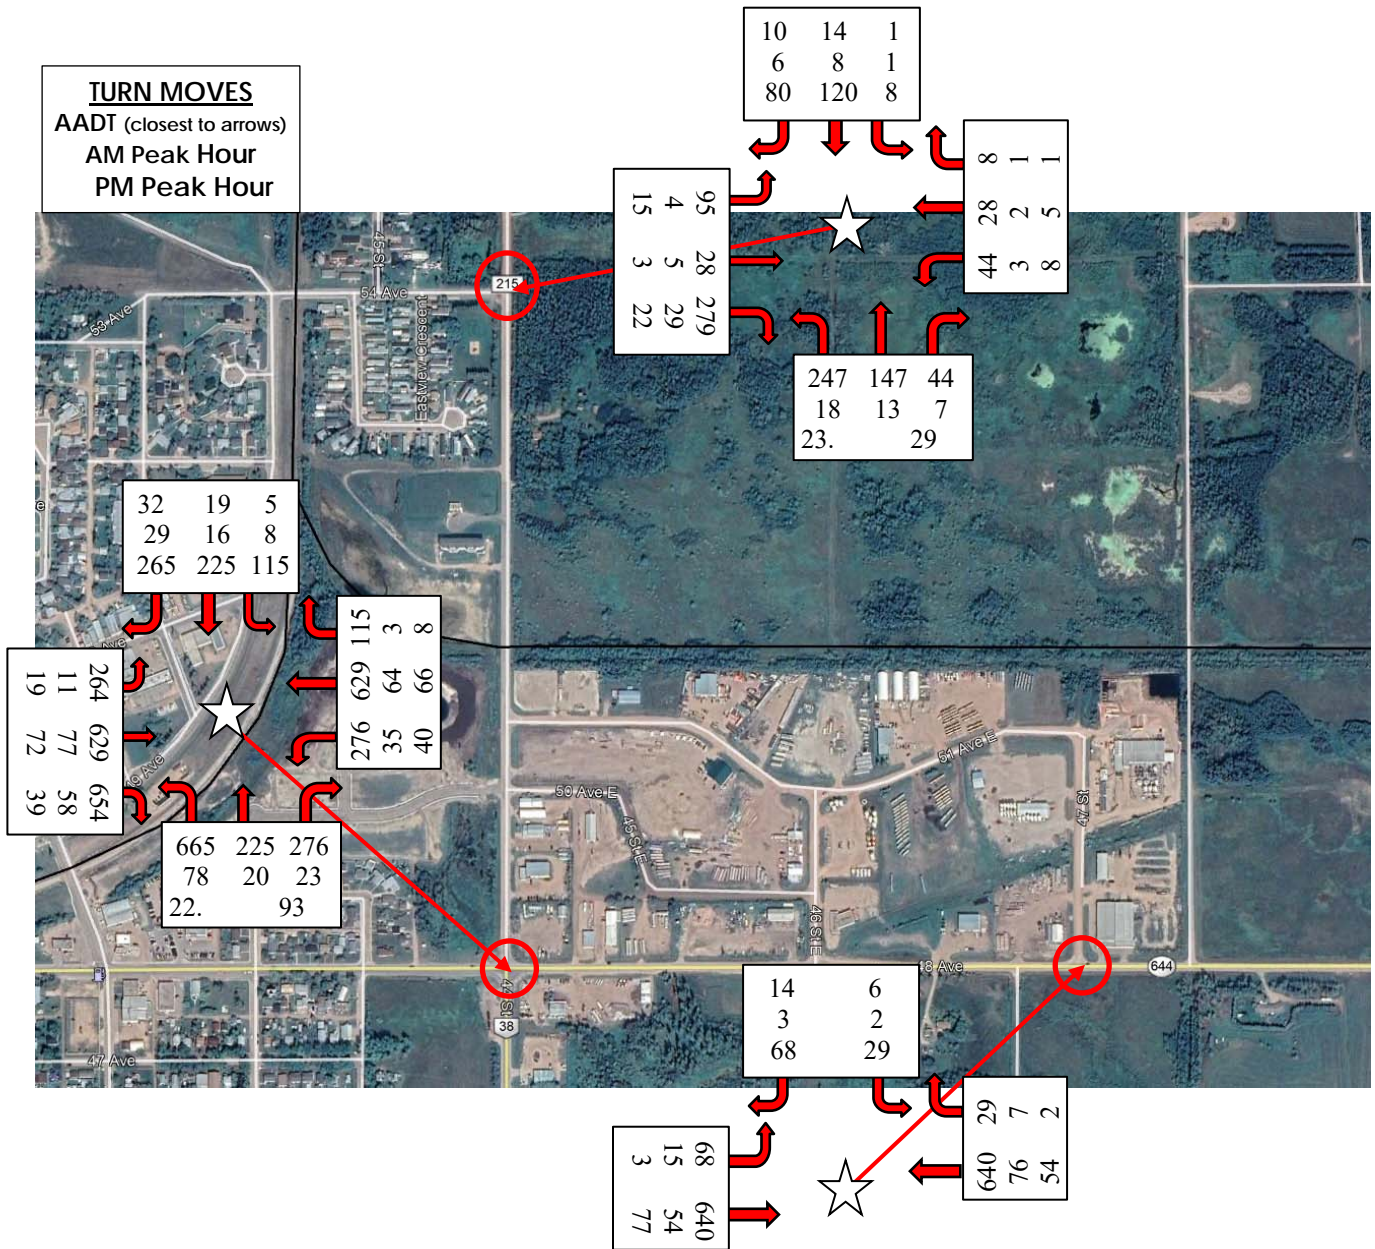 10 14 1
6 8 1
80 120 8
TURN MOVES
AADT (closest to arrows)
AM Peak Hour
PM Peak Hour
8 28 44
1 2 3
1 5 8
95 28 279
4 5 29
15 3 22
45 St
215
54 Ave
53 Ave
Eastview Crescent
247 147 44
18 13 7
23. 29
32 19 5
29 16 8
265 225 115
e
Ave
115 629 276
3 64 35
8 66 40
264 629 654
11 77 58
19 72 39
49 Ave
665 225 276
78 20 23
22. 93
51 Ave E
50 Ave E
45 St E
47 St
46 St E
48 Ave
644
44 St
38
47 Ave
14 6
3 2
68 29
29 640
7 76
2 54
68 640
15 54
3 77